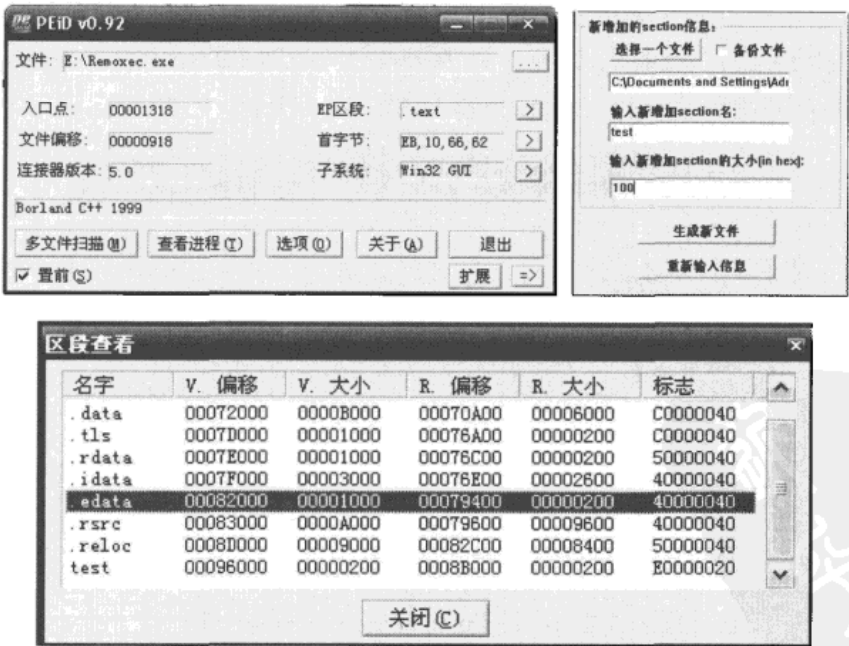 PEiD v0.92
文件: E:\Remoxec.exe ...
入口点: 00001318 EP区段: .text >
文件偏移: 00000918 首字节: EB,10,66,62 >
连接器版本: 5.0 子系统: Win32 GUI >
Borland C++ 1999
多文件扫描(M) 查看进程(T) 选项(O) 关于(A) 退出
置前(S) 扩展 =>
新增加的section信息:
选择一个文件 备份文件
C:\Documents and Settings\Adi
输入新增加section名:
test
输入新增加section的大小(in hex):
100
生成新文件
重新输入信息
区段查看
名字 V. 偏移 V. 大小 R. 偏移 R. 大小 标志
.data 00072000 0000B000 00070A00 00006000 C0000040
.tls 0007D000 00001000 00076A00 00000200 C0000040
.rdata 0007E000 00001000 00076C00 00000200 50000040
.idata 0007F000 00003000 00076E00 00002600 40000040
.edata 00082000 00001000 00079400 00000200 40000040
.rsrc 00083000 0000A000 00079600 00009600 40000040
.reloc 0008D000 00009000 00082C00 00008400 50000040
test 00096000 00000200 0008B000 00000200 E0000020
关闭(C)